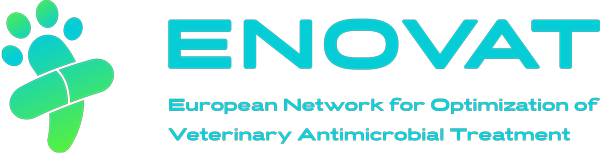 ENOVAT
European Network for Optimization of
Veterinary Antimicrobial Treatment